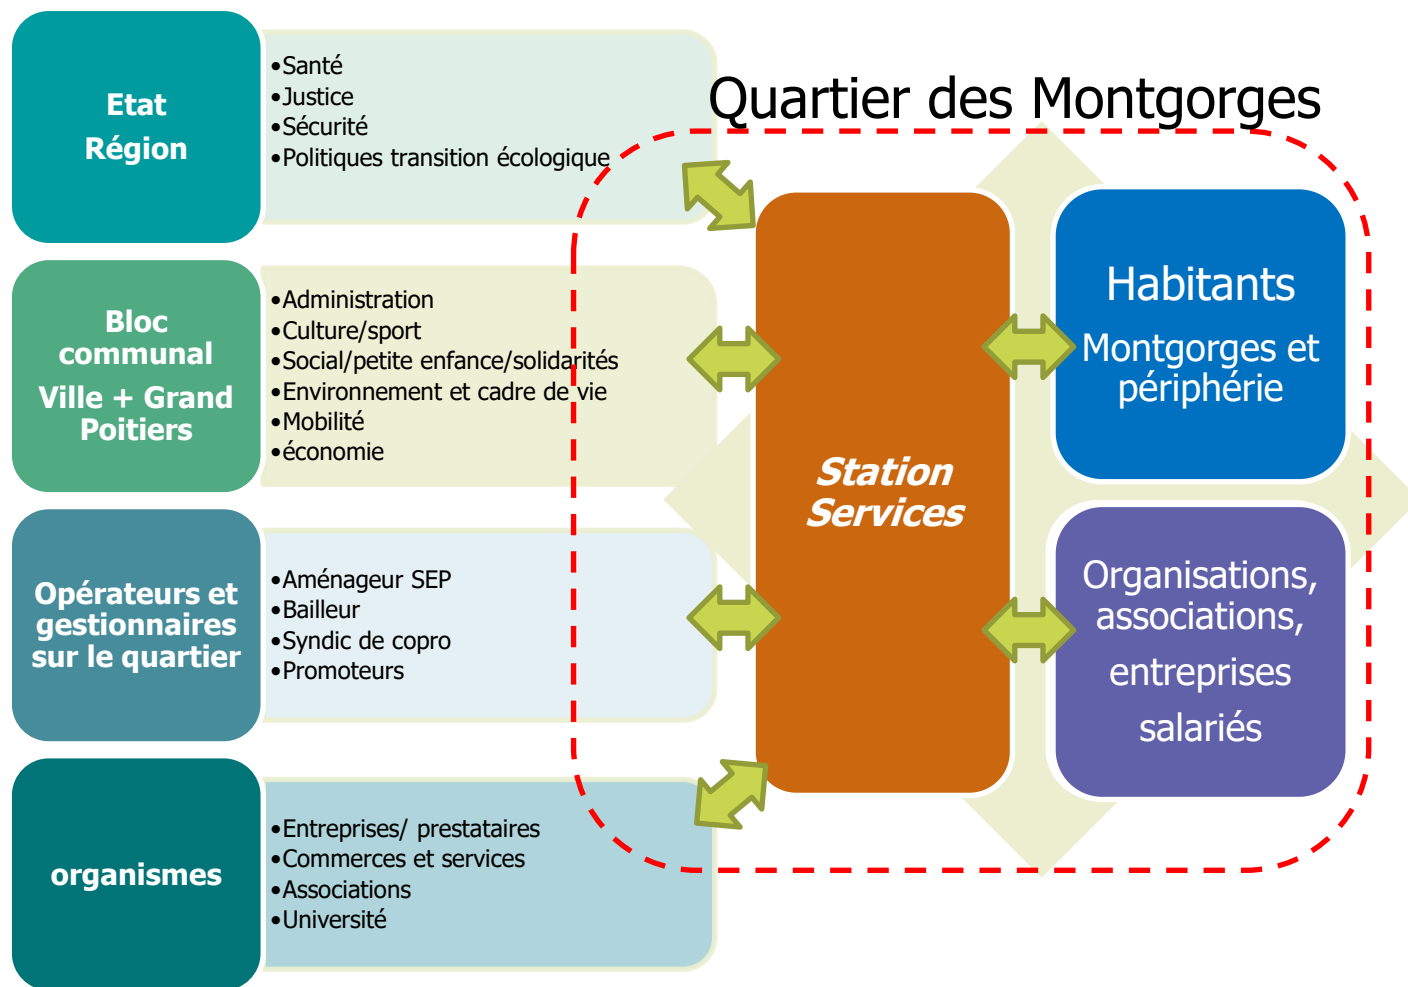 Quartier des Montgorges
Etat
Région
•Santé
•Justice
•Sécurité
•Politiques transition écologique
Bloc
communal
Ville + Grand
Poitiers
•Administration
•Culture/sport
•Social/petite enfance/solidarités
•Environnement et cadre de vie
•Mobilité
•économie
Opérateurs et
gestionnaires
sur le quartier
•Aménageur SEP
•Bailleur
•Syndic de copro
•Promoteurs
organismes
•Entreprises/ prestataires
•Commerces et services
•Associations
•Université
Station
Services
Habitants
Montgorges et
périphérie
Organisations,
associations,
entreprises
salariés